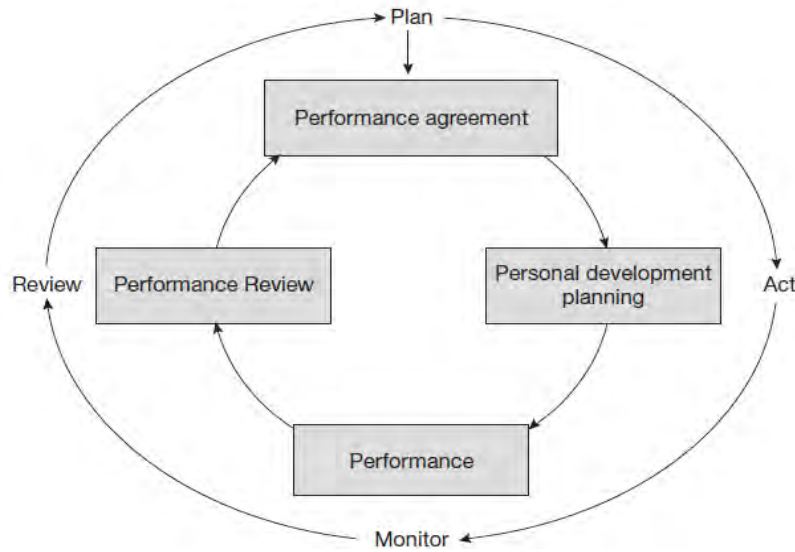 Plan
Performance agreement
Review
Performance Review
Personal development
planning
Act
Performance
Monitor